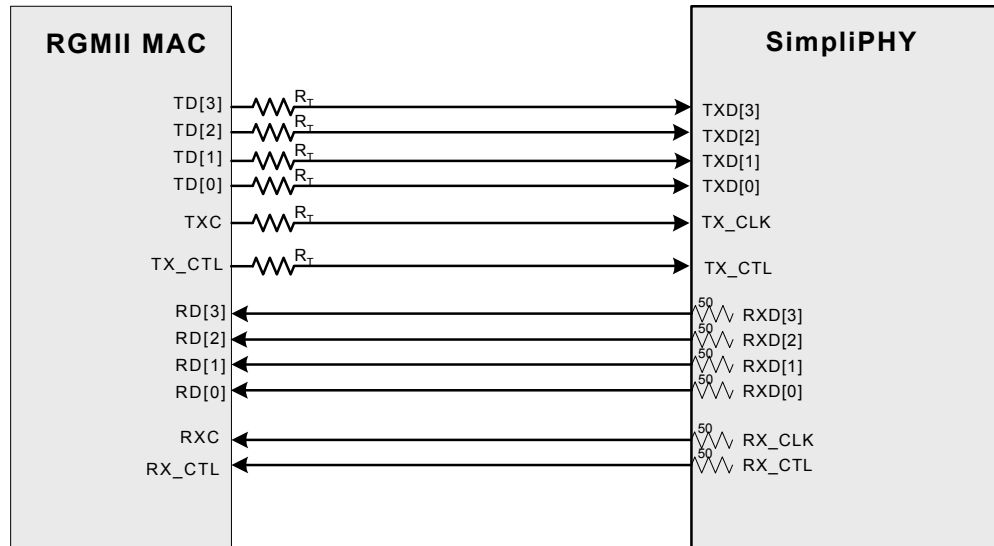 RGMII MAC
SimpliPHY
TD[3] R_T TXD[3]
TD[2] R_T TXD[2]
TD[1] R_T TXD[1]
TD[0] R_T TXD[0]
TXC R_T TX_CLK
TX_CTL R_T TX_CTL
RD[3] 50 RXD[3]
RD[2] 50 RXD[2]
RD[1] 50 RXD[1]
RD[0] 50 RXD[0]
RXC 50 RX_CLK
RX_CTL 50 RX_CTL